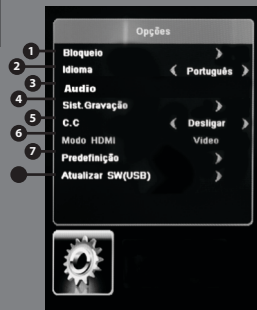 Opções
1 Bloqueio
2 Idioma Português
3 Audio
4 Sist.Gravação
5 C.C Desligar
6 Modo HDMi Video
7 Predefinição
Atualizar SW(USB)